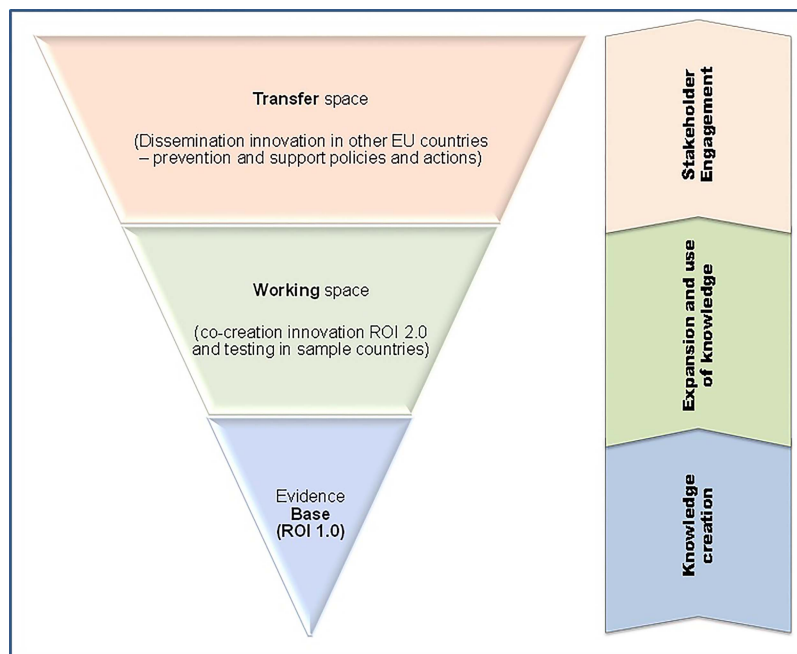 Transfer space
(Dissemination innovation in other EU countries
– prevention and support policies and actions)
Working space
(co-creation innovation ROI 2.0
and testing in sample countries)
Evidence
Base
(ROI 1.0)
Stakeholder
Engagement
Expansion and use
of knowledge
Knowledge
creation